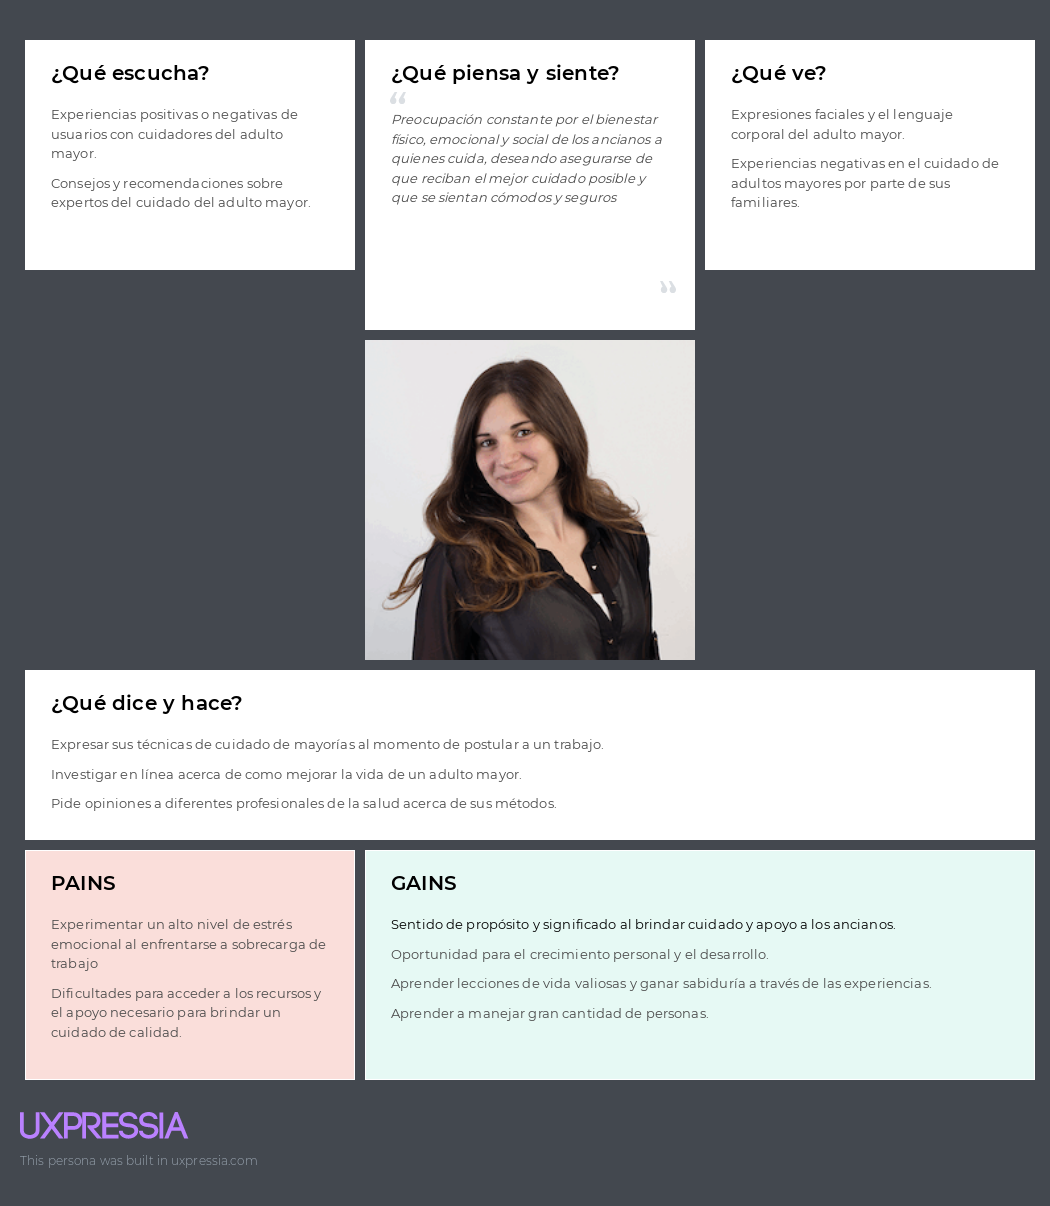 ¿Qué escucha?
Experiencias positivas o negativas de
usuarios con cuidadores del adulto
mayor.
Consejos y recomendaciones sobre
expertos del cuidado del adulto mayor.
¿Qué piensa y siente?
“
Preocupación constante por el bienestar
físico, emocional y social de los ancianos a
quienes cuida, deseando asegurarse de
que reciban el mejor cuidado posible y
que se sientan cómodos y seguros
”
¿Qué ve?
Expresiones faciales y el lenguaje
corporal del adulto mayor.
Experiencias negativas en el cuidado de
adultos mayores por parte de sus
familiares.
¿Qué dice y hace?
Expresar sus técnicas de cuidado de mayorías al momento de postular a un trabajo.
Investigar en línea acerca de como mejorar la vida de un adulto mayor.
Pide opiniones a diferentes profesionales de la salud acerca de sus métodos.
PAINS
Experimentar un alto nivel de estrés
emocional al enfrentarse a sobrecarga de
trabajo
Dificultades para acceder a los recursos y
el apoyo necesario para brindar un
cuidado de calidad.
GAINS
Sentido de propósito y significado al brindar cuidado y apoyo a los ancianos.
Oportunidad para el crecimiento personal y el desarrollo.
Aprender lecciones de vida valiosas y ganar sabiduría a través de las experiencias.
Aprender a manejar gran cantidad de personas.
UXPRESSIA
This persona was built in uxpressia.com